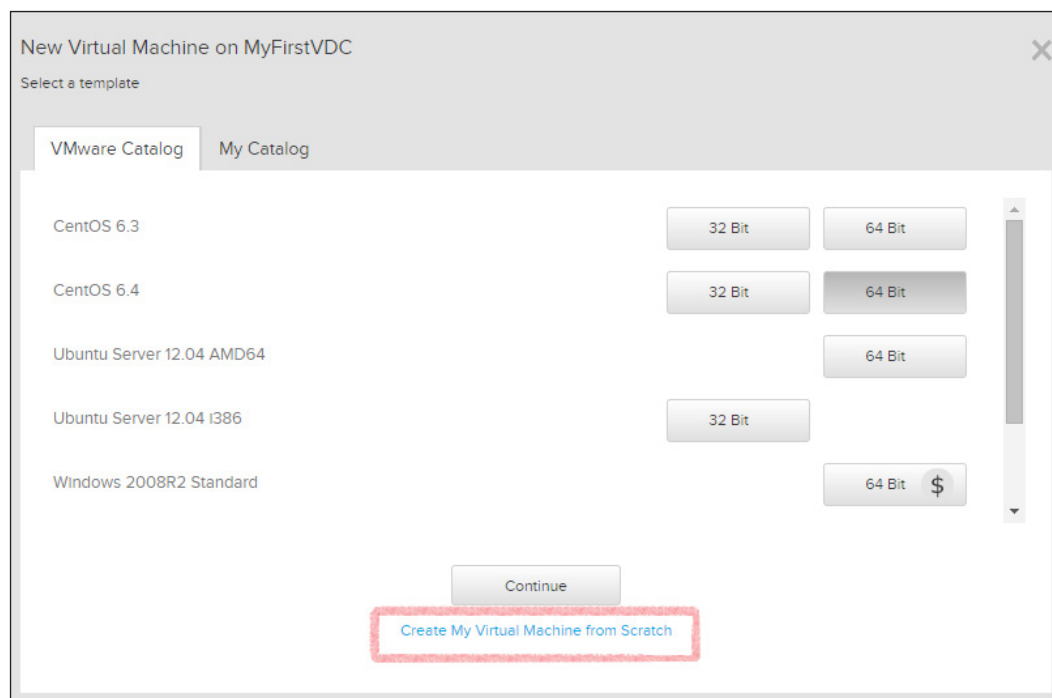 New Virtual Machine on MyFirstVDC
Select a template
VMware Catalog My Catalog
CentOS 6.3 32 Bit 64 Bit
CentOS 6.4 32 Bit 64 Bit
Ubuntu Server 12.04 AMD64 64 Bit
Ubuntu Server 12.04 i386 32 Bit
Windows 2008R2 Standard 64 Bit $
Continue
Create My Virtual Machine from Scratch